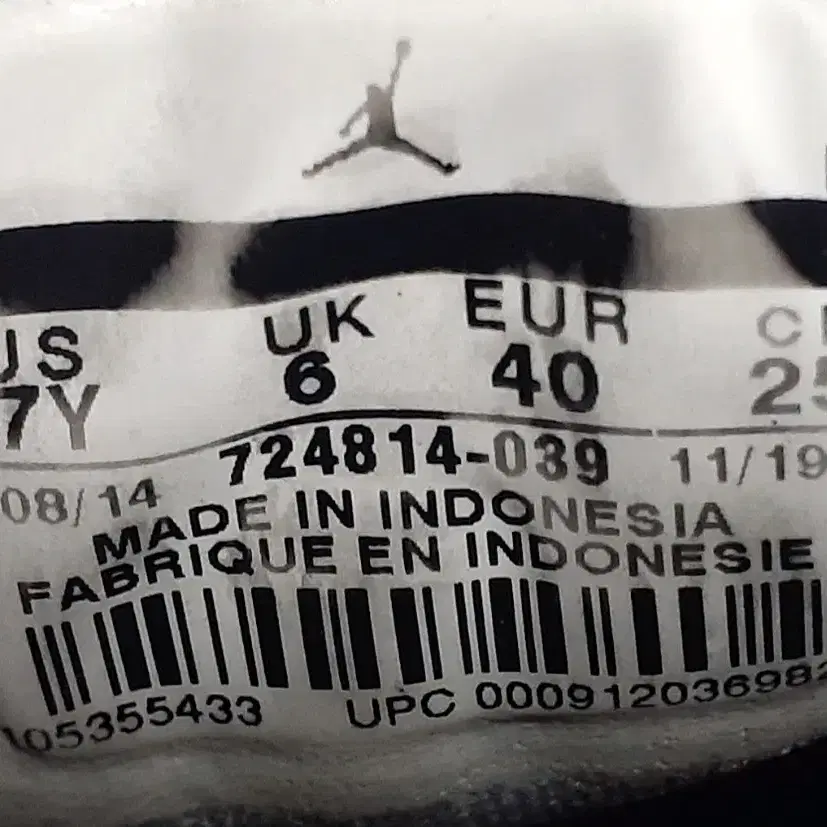 US UK EUR C
7Y 6 40 25
724814-039
08/14 11/19
MADE IN INDONESIA
FABRIQUE EN INDONESIE
105355433 UPC 00091203698